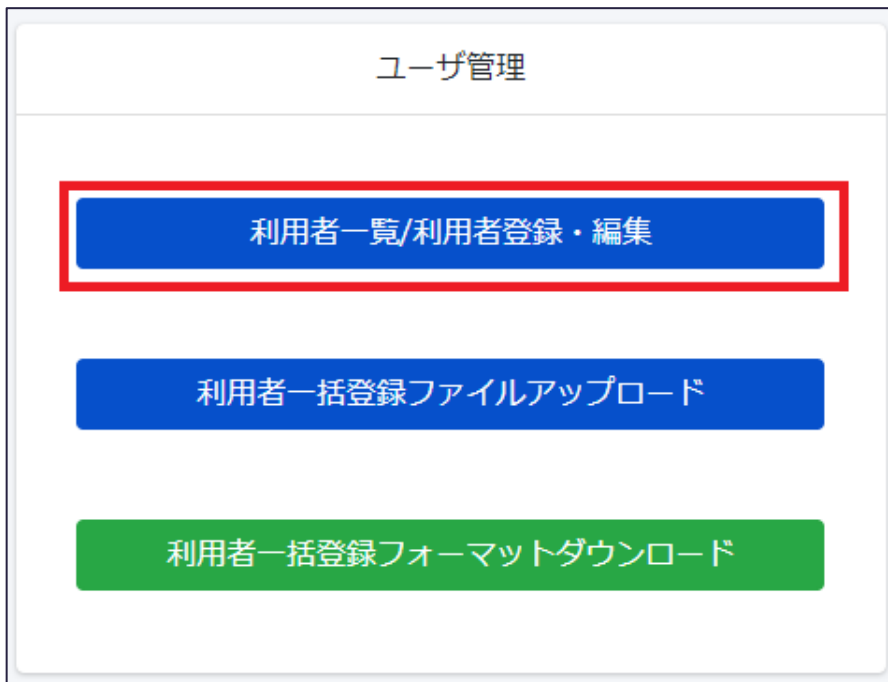 ユーザ管理
利用者一覧/利用者登録・編集
利用者一括登録ファイルアップロード
利用者一括登録フォーマットダウンロード